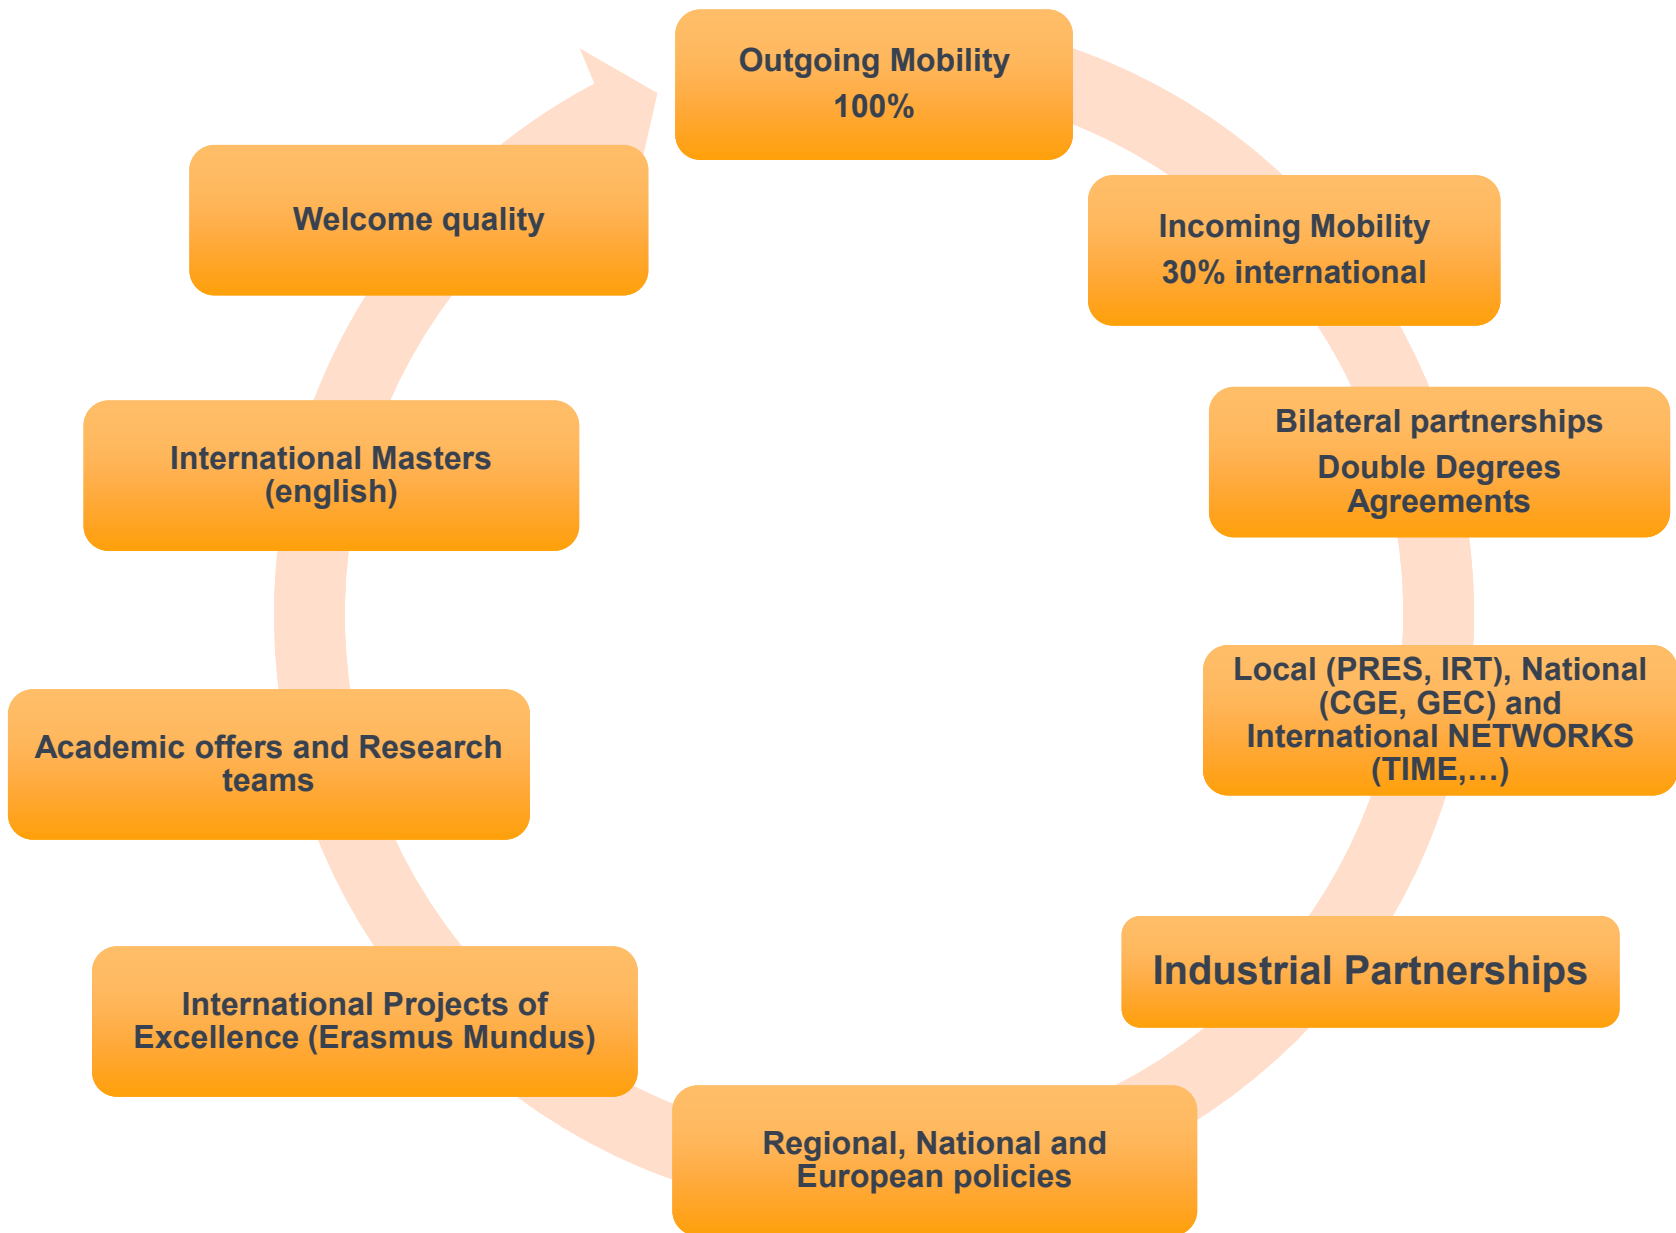 Outgoing Mobility
100%
Incoming Mobility
30% international
Bilateral partnerships
Double Degrees
Agreements
Local (PRES, IRT), National
(CGE, GEC) and
International NETWORKS
(TIME,…)
Industrial Partnerships
Regional, National and
European policies
International Projects of
Excellence (Erasmus Mundus)
Academic offers and Research
teams
International Masters
(english)
Welcome quality